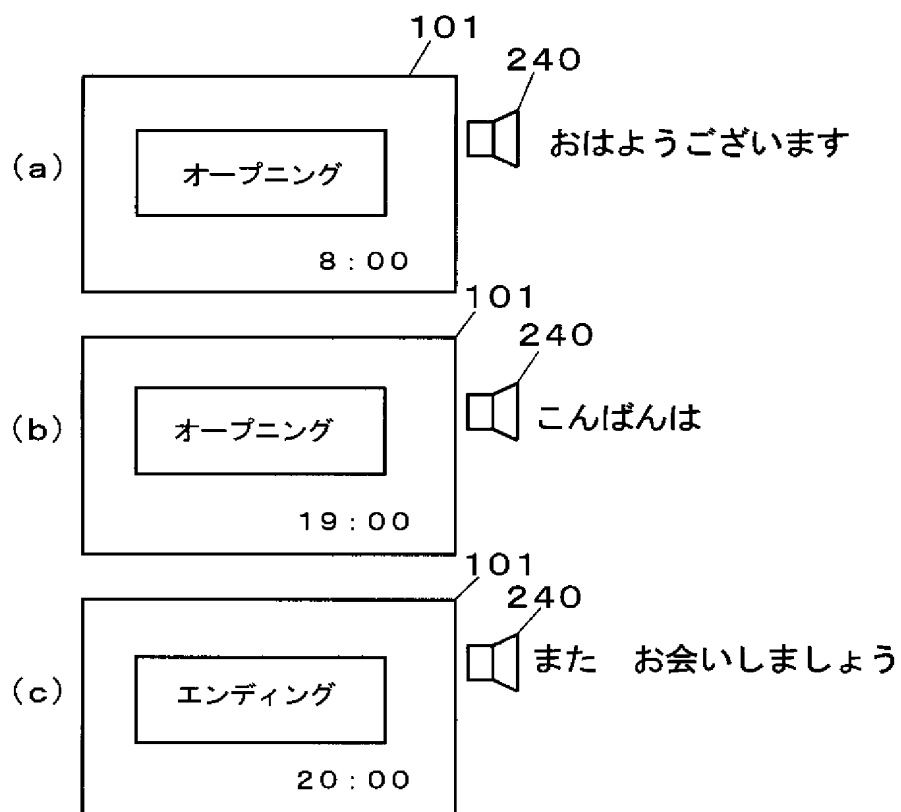 101
240
(a)
オープニング
おはようございます
8:00
101
240
(b)
オープニング
こんばんは
19:00
101
240
(c)
エンディング
また　お会いしましょう
20:00